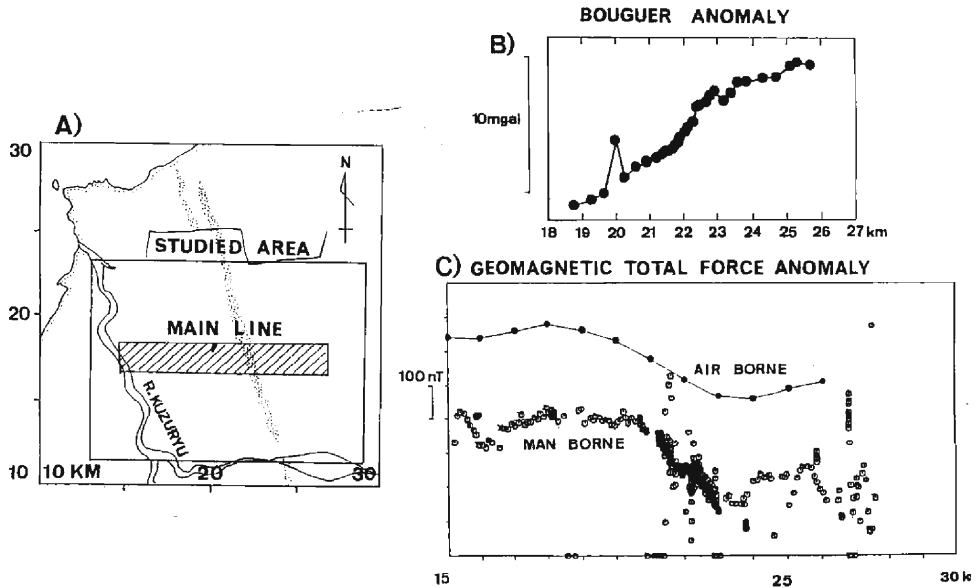 A)
30
20
10
N
STUDIED AREA
MAIN LINE
R. KUZURYU
10 KM
20
30
BOUGUER ANOMALY
B)
10mgal
18 19 20 21 22 23 24 25 26 27 km
C) GEOMAGNETIC TOTAL FORCE ANOMALY
100 nT
AIR BORNE
MAN BORNE
15 25 30 k